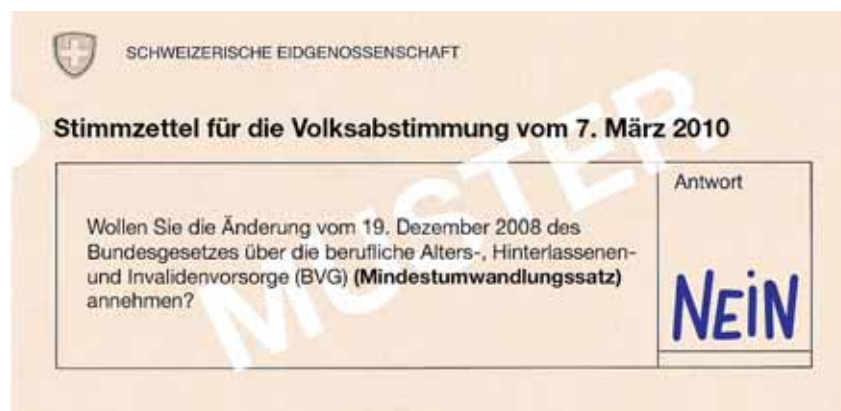 SCHWEIZERISCHE EIDGENOSSENSCHAFT
Stimmzettel für die Volksabstimmung vom 7. März 2010
Wollen Sie die Änderung vom 19. Dezember 2008 des
Bundesgesetzes über die berufliche Alters-, Hinterlassenen-
und Invalidenvorsorge (BVG) (Mindestumwandlungssatz)
annehmen?
Antwort
NEiN
MUSTER